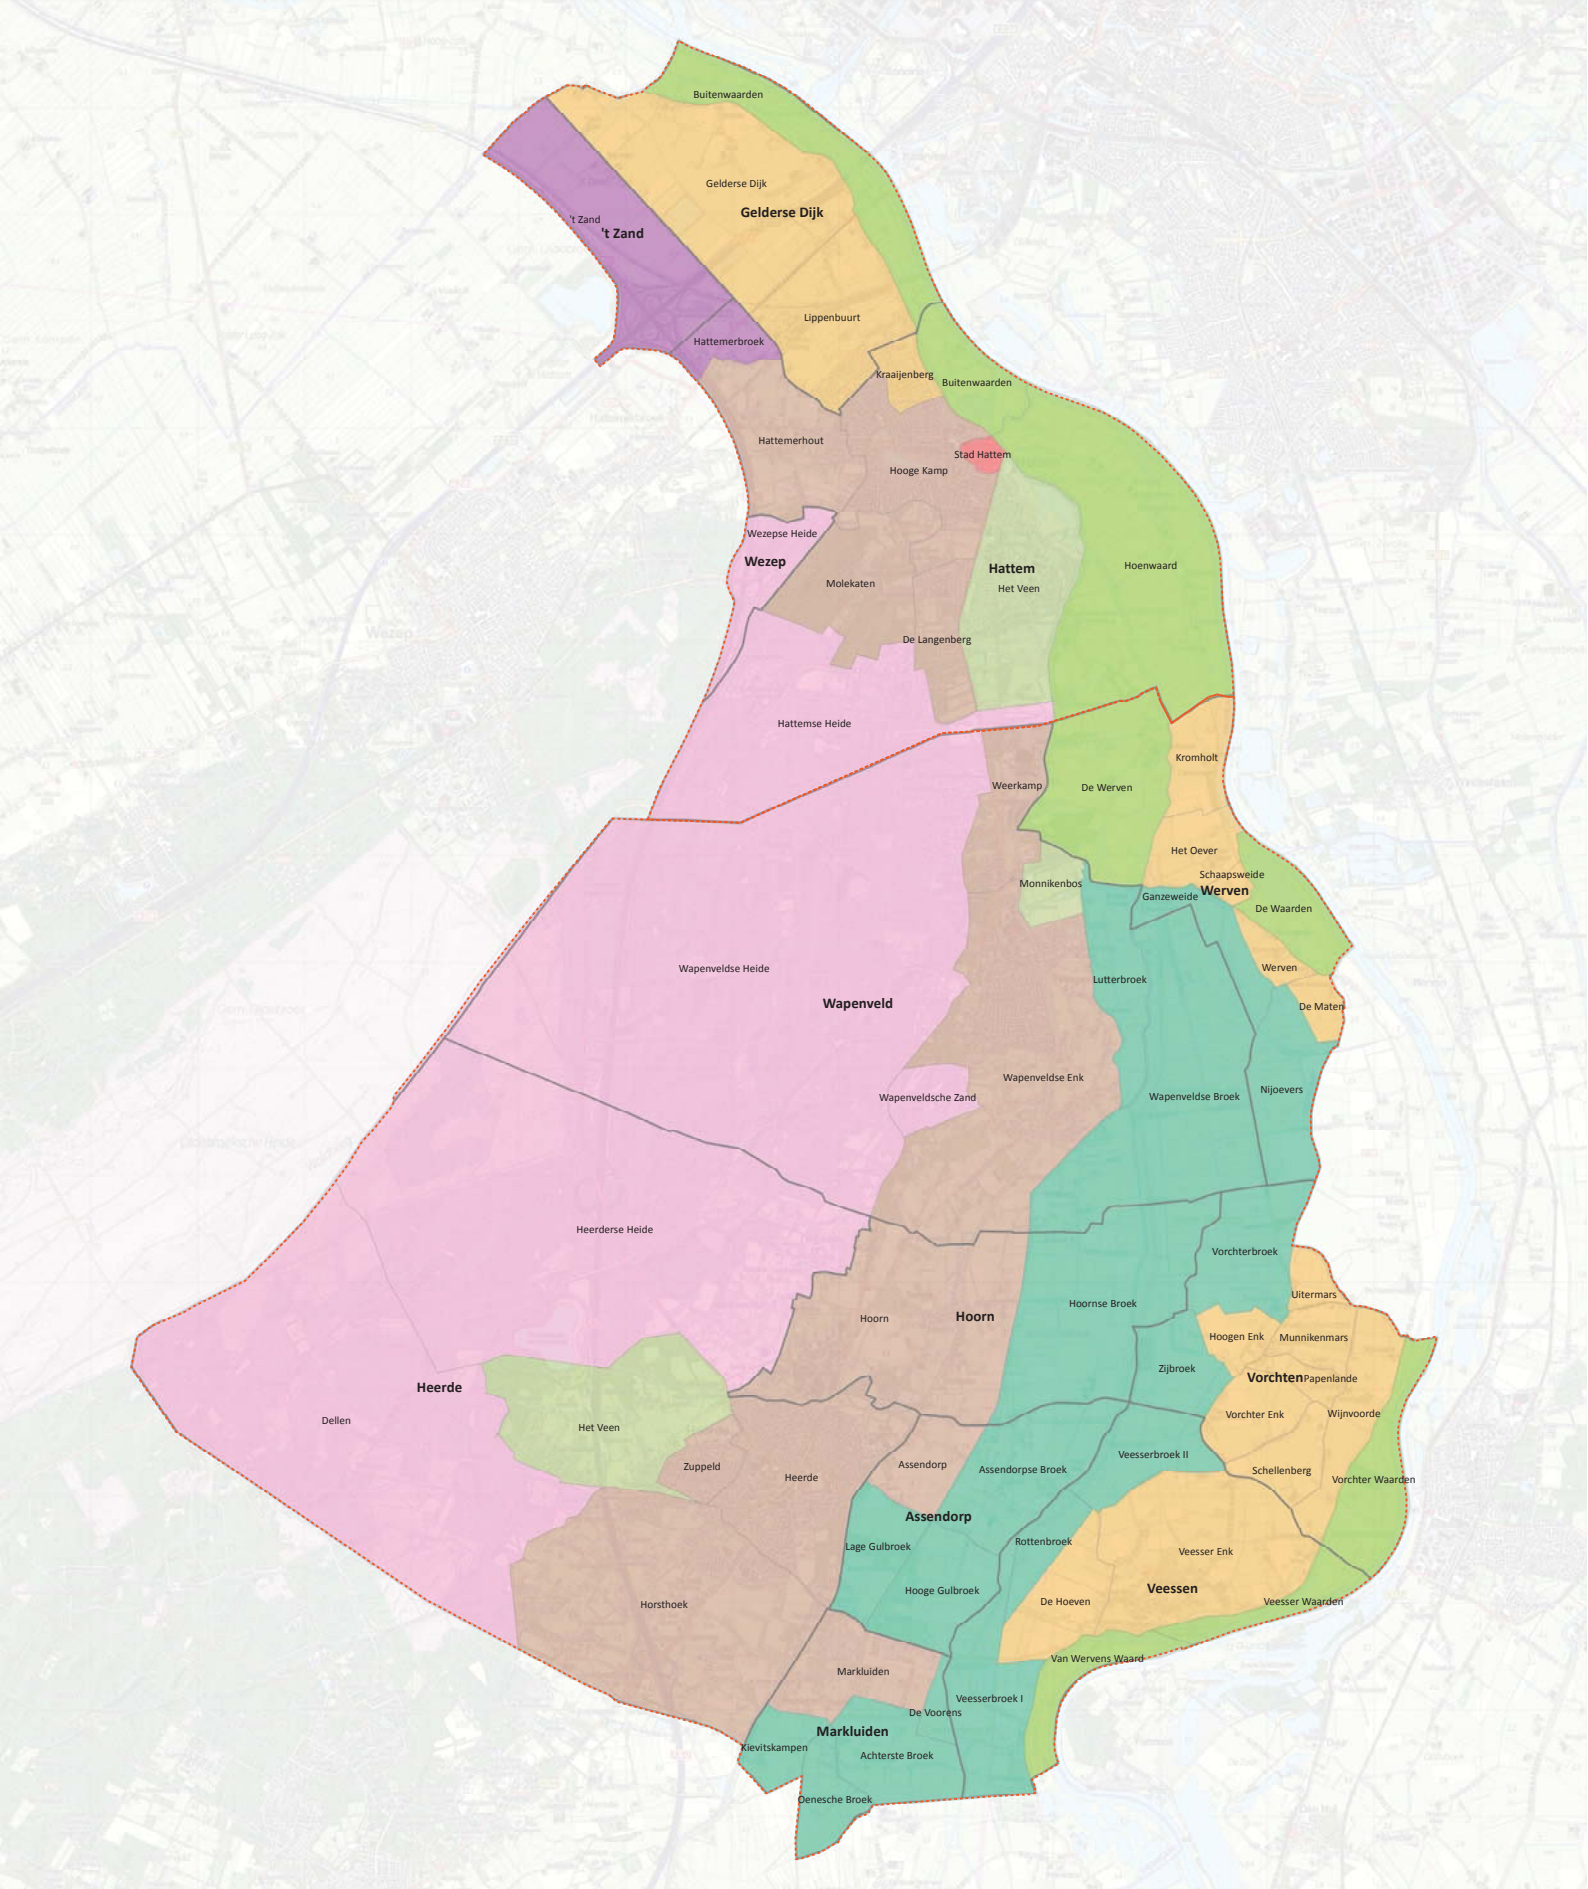 Buitenwaarden
Gelderse Dijk
Gelderse Dijk
't Zand
't Zand
Lippenbuurt
Hattemerbroek
Kraaijenberg
Buitenwaarden
Hattemerhout
Stad Hattem
Hooge Kamp
Wezepse Heide
Wezep
Hattem
Hoenwaard
Molekaten
Het Veen
De Langenberg
Hattemse Heide
Kromholt
Weerkamp
De Werven
Het Oever
Schaapsweide
Monnikenbos
Werven
Ganzeweide
De Waarden
Wapenveldse Heide
Werven
Lutterbroek
Wapenveld
De Maten
Wapenveldse Enk
Nijoevers
Wapenveldsche Zand
Wapenveldse Broek
Heerderse Heide
Vorchterbroek
Uitermars
Hoornse Broek
Hoorn
Hoorn
Hoogen Enk
Munnikenmars
Zijbroek
Vorchten
Papenlande
Heerde
Vorchter Enk
Wijnvoorde
Dellen
Het Veen
Veesserbroek II
Zuppeld
Assendorp
Assendorpse Broek
Schellenberg
Heerde
Vorchter Waarden
Assendorp
Rottenbroek
Lage Gulbroek
Veesser Enk
Hooge Gulbroek
Veessen
De Hoeven
Veesser Waarden
Horsthoek
Van Wervens Waard
Markluiden
Veesserbroek I
De Voorens
Markluiden
Kievitskampen
Achterste Broek
Oenesche Broek
Wezep